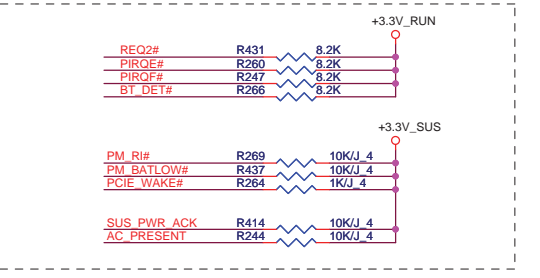 +3.3V_RUN
REQ2# R431 8.2K
PIRQE# R260 8.2K
PIRQF# R247 8.2K
BT_DET# R266 8.2K
+3.3V_SUS
PM_RI# R269 10K/J_4
PM_BATLOW# R437 10K/J_4
PCIE_WAKE# R264 1K/J_4
SUS_PWR_ACK R414 10K/J_4
AC_PRESENT R244 10K/J_4